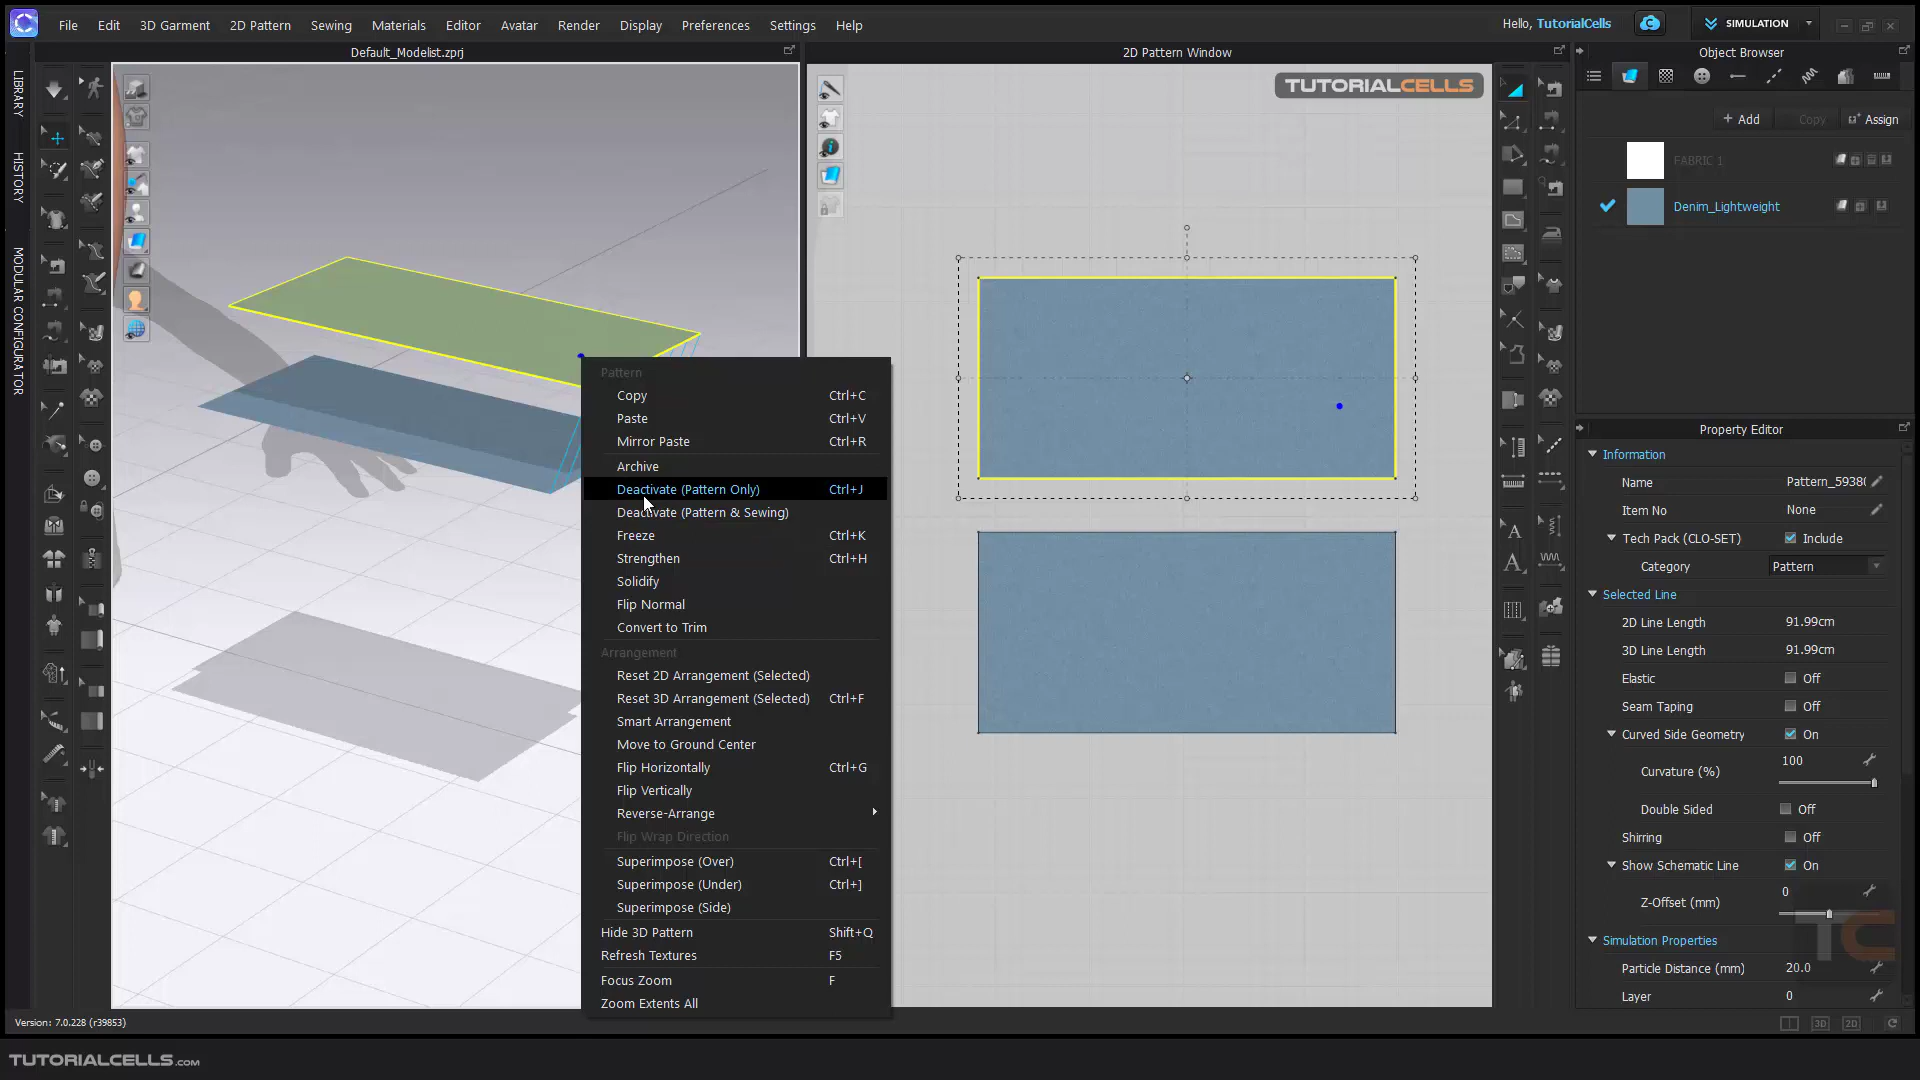 File Edit 3D Garment 2D Pattern Sewing Materials Editor Avatar Render Display Preferences Settings Help
Hello, TutorialCells
SIMULATION
Default_Modelist.zprj
2D Pattern Window
Object Browser
LIBRARY
HISTORY
MODULAR CONFIGURATOR
TUTORIALCELLS
+ Add
Copy
Assign
FABRIC 1
Denim_Lightweight
Pattern
Copy Ctrl+C
Paste Ctrl+V
Mirror Paste Ctrl+R
Archive
Deactivate (Pattern Only) Ctrl+J
Deactivate (Pattern & Sewing)
Freeze Ctrl+K
Strengthen Ctrl+H
Solidify
Flip Normal
Convert to Trim
Arrangement
Reset 2D Arrangement (Selected)
Reset 3D Arrangement (Selected) Ctrl+F
Smart Arrangement
Move to Ground Center
Flip Horizontally Ctrl+G
Flip Vertically
Reverse-Arrange
Flip Wrap Direction
Superimpose (Over) Ctrl+[
Superimpose (Under) Ctrl+]
Superimpose (Side)
Hide 3D Pattern Shift+Q
Refresh Textures F5
Focus Zoom F
Zoom Extents All
Property Editor
Information
Name Pattern_5938
Item No None
Tech Pack (CLO-SET) Include
Category Pattern
Selected Line
2D Line Length 91.99cm
3D Line Length 91.99cm
Elastic Off
Seam Taping Off
Curved Side Geometry On
Curvature (%) 100
Double Sided Off
Shirring Off
Show Schematic Line On
Z-Offset (mm) 0
TC
Simulation Properties
Particle Distance (mm) 20.0
Layer 0
Version: 7.0.228 (r39853)
3D 2D
TUTORIALCELLS.com